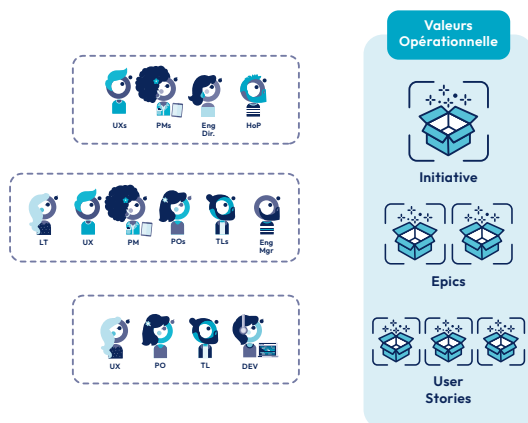 Valeurs
Opérationnelle
UXs
PMs
Eng
Dir.
HoP
Initiative
LT
UX
PM
POs
TLs
Eng
Mgr
Epics
UX
PO
TL
DEV
User
Stories